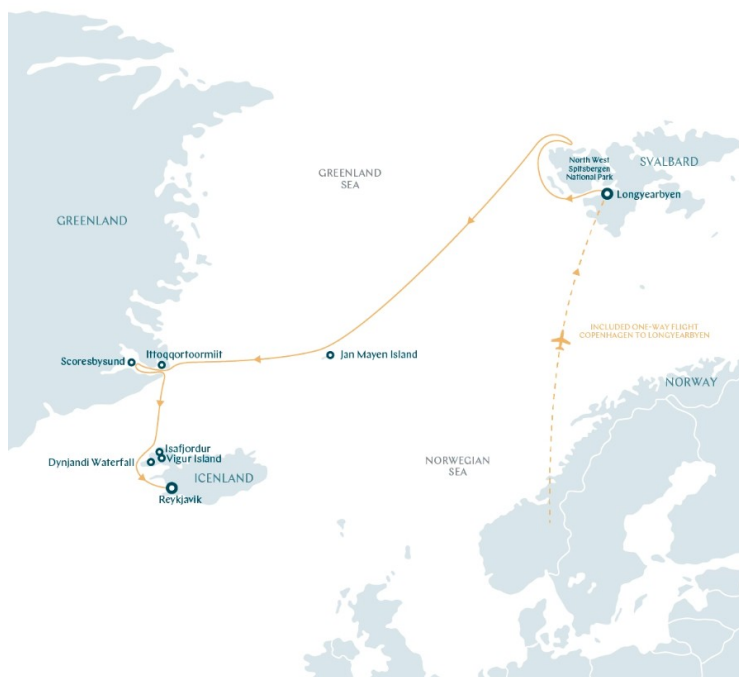 GREENLAND
SEA
North West
Spitsbergen
National Park
SVALBARD
Longyearbyen
GREENLAND
INCLUDED ONE-WAY FLIGHT
COPENHAGEN TO LONGYEARBYEN
Ittoqqortoormiit
Scoresbysund
Jan Mayen Island
NORWAY
Isafjordur
Vigur Island
Dynjandi Waterfall
NORWEGIAN
SEA
ICENLAND
Reykjavik